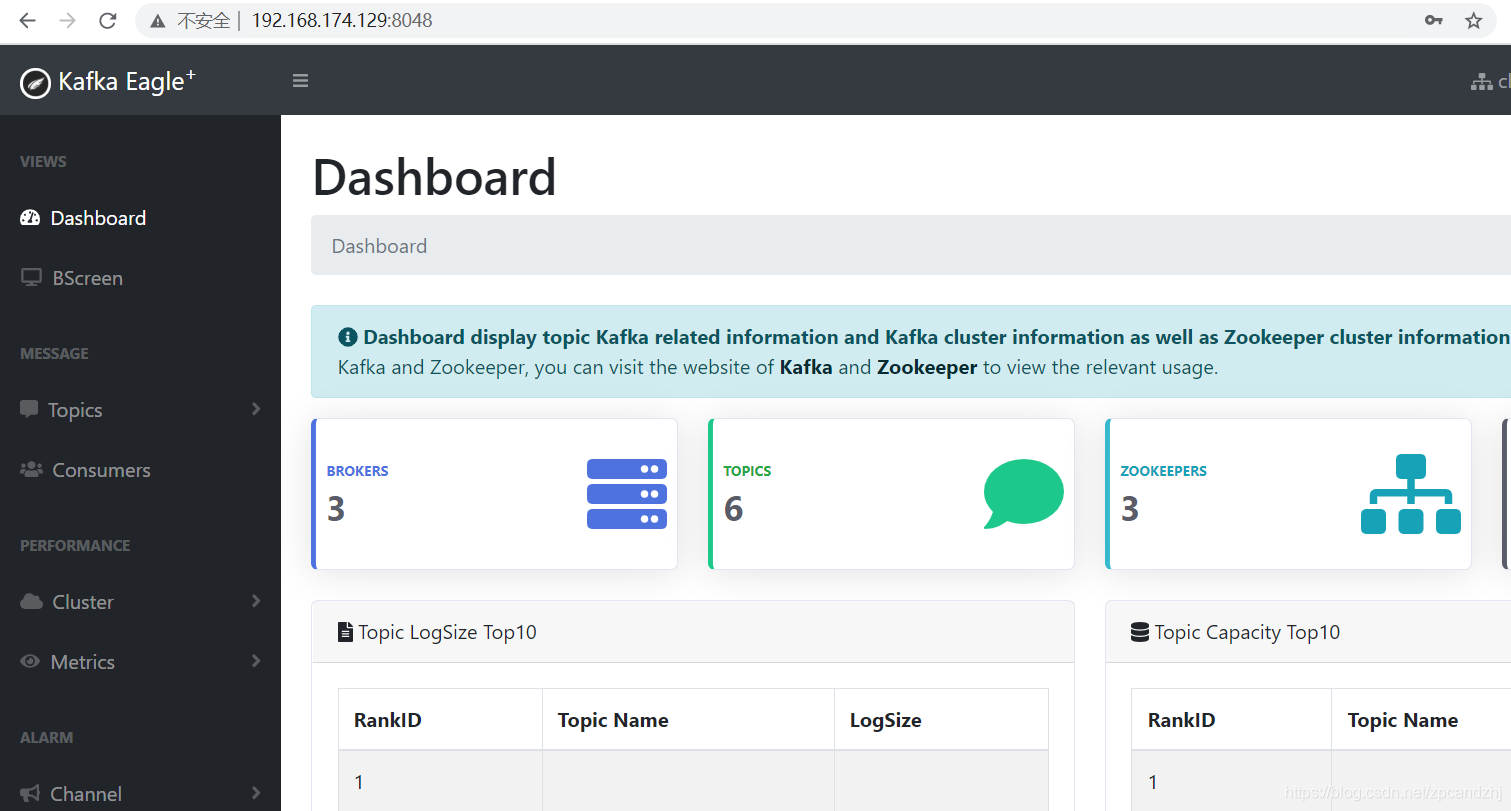 不安全 | 192.168.174.129:8048
Kafka Eagle+
VIEWS
Dashboard
BScreen
MESSAGE
Topics
Consumers
PERFORMANCE
Cluster
Metrics
ALARM
Channel
Dashboard
Dashboard
Dashboard display topic Kafka related information and Kafka cluster information as well as Zookeeper cluster information
Kafka and Zookeeper, you can visit the website of Kafka and Zookeeper to view the relevant usage.
BROKERS
3
TOPICS
6
ZOOKEEPERS
3
Topic LogSize Top10
RankID Topic Name LogSize
1
Topic Capacity Top10
RankID Topic Name
1
https://blog.csdn.net/zpcandzhj